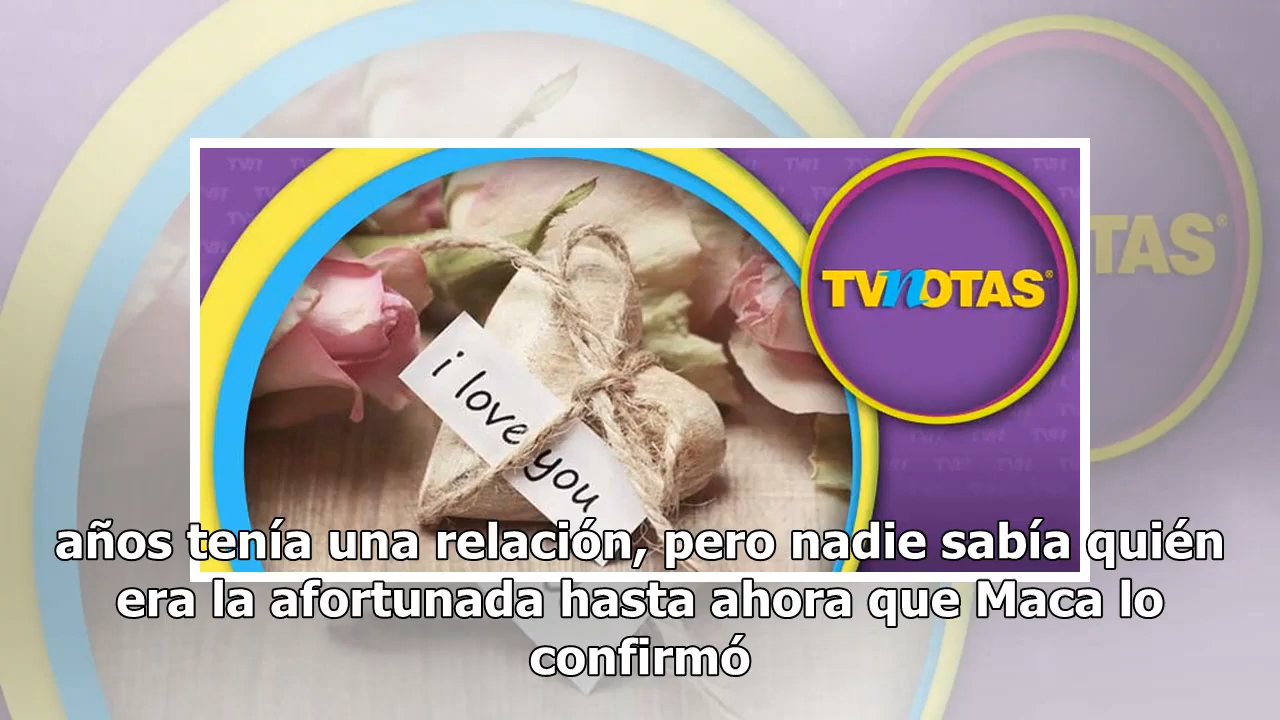 TVnOTAS®
TAS®
i love you
años tenía una relación, pero nadie sabía quién
era la afortunada hasta ahora que Maca lo
confirmó